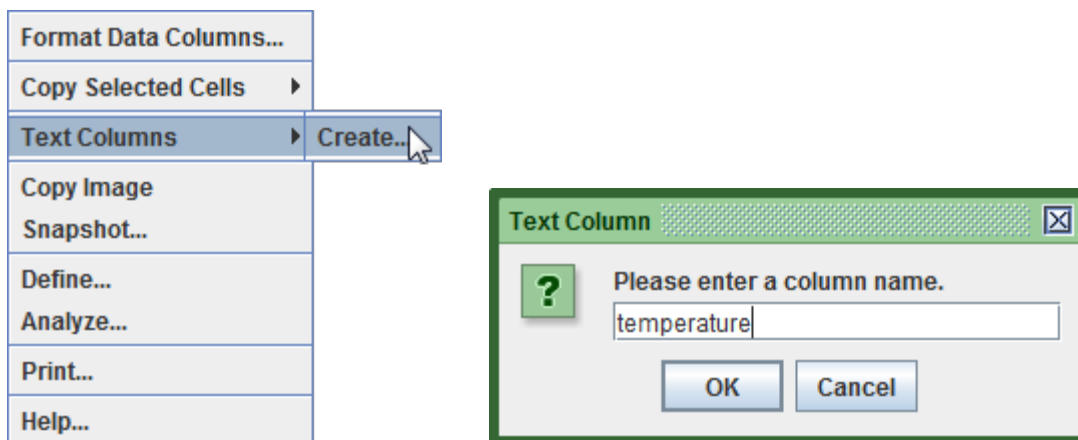 Format Data Columns...
Copy Selected Cells
Text Columns
Create...
Copy Image
Snapshot...
Define...
Analyze...
Print...
Help...
Text Column
?
Please enter a column name.
temperature
OK
Cancel